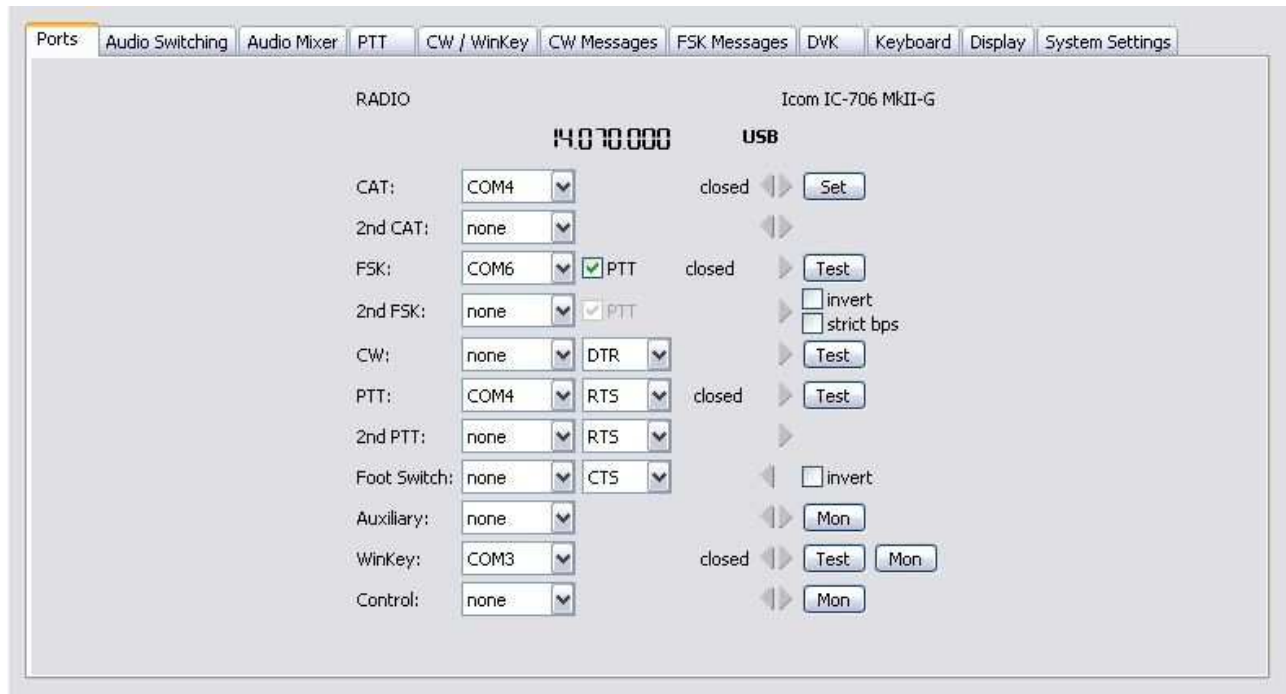 Ports Audio Switching Audio Mixer PTT CW / WinKey CW Messages FSK Messages DVK Keyboard Display System Settings
RADIO Icom IC-706 MkII-G
14.070.000 USB
CAT: COM4 closed Set
2nd CAT: none
FSK: COM6 PTT closed Test
2nd FSK: none PTT invert
strict bps
CW: none DTR Test
PTT: COM4 RTS closed Test
2nd PTT: none RTS
Foot Switch: none CTS invert
Auxiliary: none Mon
WinKey: COM3 closed Test Mon
Control: none Mon